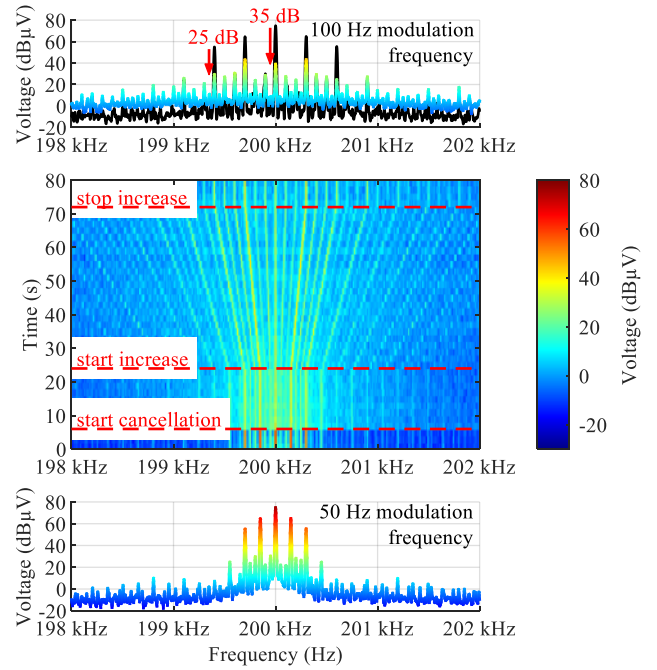 80
60
40
20
0
-20
Voltage (dBµV)
25 dB
35 dB
100 Hz modulation
frequency
198 kHz 199 kHz 200 kHz 201 kHz 202 kHz
80
70
60
50
40
30
20
10
0
Time (s)
stop increase
start increase
start cancellation
198 kHz 199 kHz 200 kHz 201 kHz 202 kHz
80
60
40
20
0
-20
Voltage (dBµV)
80
60
40
20
0
-20
Voltage (dBµV)
50 Hz modulation
frequency
198 kHz 199 kHz 200 kHz 201 kHz 202 kHz
Frequency (Hz)